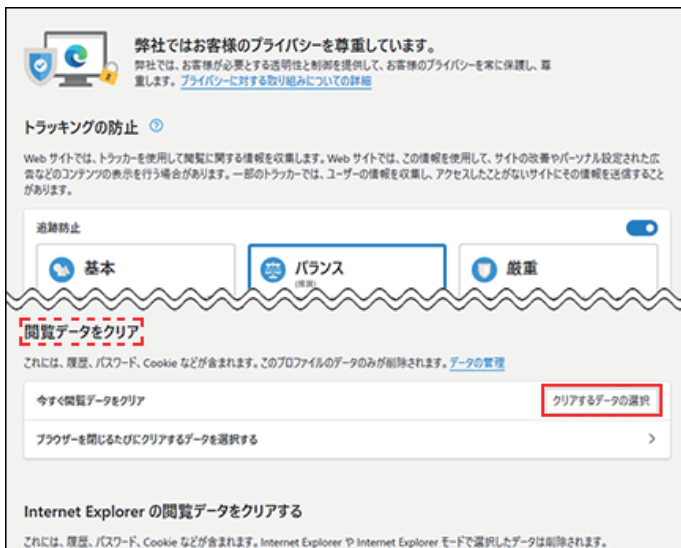 弊社ではお客様のプライバシーを尊重しています。
弊社では、お客様が必要とする透明性と制御を提供して、お客様のプライバシーを常に保護し、尊
重します。 プライバシーに対する取り組みについての詳細
トラッキングの防止 ?
Web サイトでは、トラッカーを使用して閲覧に関する情報を収集します。Web サイトでは、この情報を使用して、サイトの改善やパーソナル設定された広
告などのコンテンツの表示を行う場合があります。一部のトラッカーでは、ユーザーの情報を収集し、アクセスしたことがないサイトにその情報を送信すること
があります。
追跡防止
基本
バランス
(推奨)
厳重
閲覧データをクリア
これには、履歴、パスワード、Cookie などが含まれます。このプロファイルのデータのみが削除されます。データの管理
今すぐ閲覧データをクリア
クリアするデータの選択
ブラウザーを閉じるたびにクリアするデータを選択する
Internet Explorer の閲覧データをクリアする
これには、履歴、パスワード、Cookie などが含まれます。Internet Explorer や Internet Explorer モードで選択したデータは削除されます。